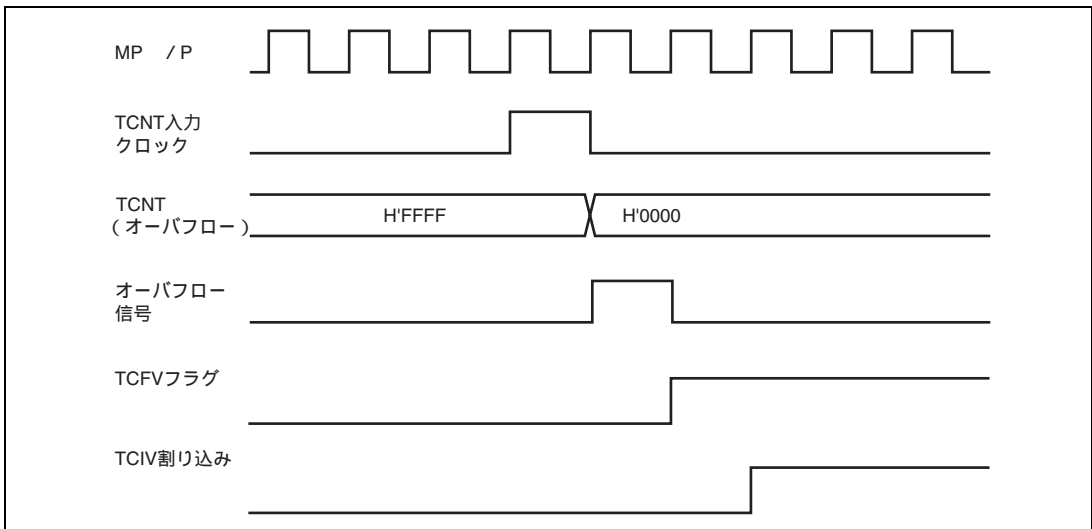 MP /P
TCNT入力
クロック
TCNT
(オーバフロー)
H'FFFF
H'0000
オーバフロー
信号
TCFVフラグ
TCIV割り込み